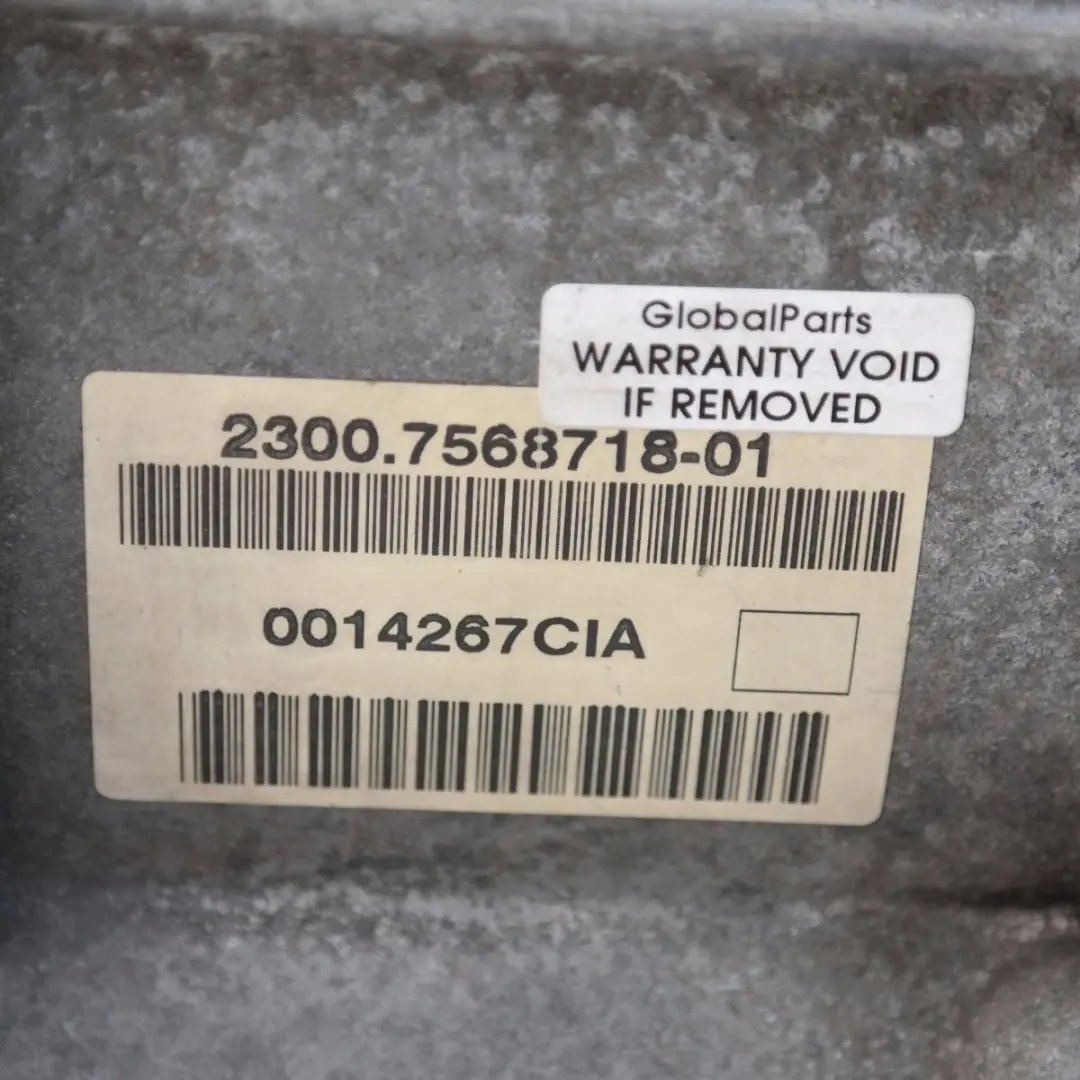 GlobalParts
WARRANTY VOID
IF REMOVED
2300.7568718-01
0014267CIA